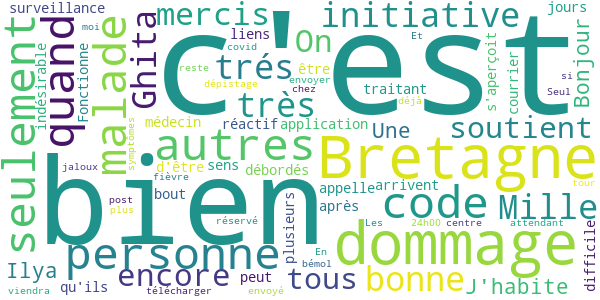 surveillance
mercis
initiative
jours
c'est
Et
moi
On
liens
covid
si
quand
malade
Ghita
indésirable
Fonctionne
trés
être
reste
dépistage
envoyer
chez
traitant
déjà
s'aperçoit
courrier
Seul
Bonjour
seulement
très
médecin
réactif
application
Une
soutient
symptomes
autres
Bretagne
d'être
sens
débordés
fièvre
jaloux
bien
appelle
arrivent
tour
post
plus
bout
réservé
plusieurs
après
code
Mille
Les
24h00
centre
attendant
personne
En
bémol
dommage
difficile
Ilya
encore
peut
tous
bonne
J'habite
viendra
qu'ils
télécharger
envoyé